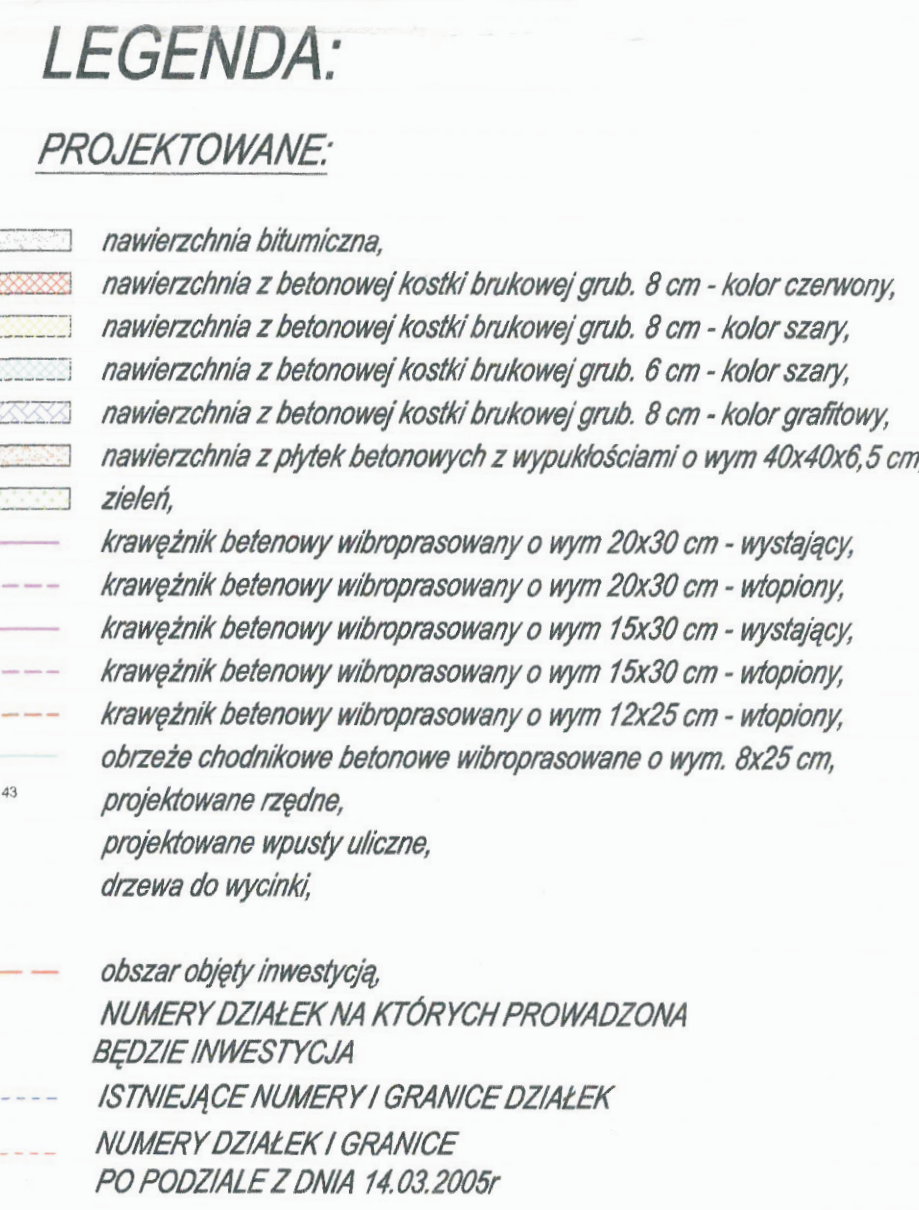 LEGENDA:
PROJEKTOWANE:
nawierzchnia bitumiczna,
nawierzchnia z betonowej kostki brukowej grub. 8 cm - kolor czerwony,
nawierzchnia z betonowej kostki brukowej grub. 8 cm - kolor szary,
nawierzchnia z betonowej kostki brukowej grub. 6 cm - kolor szary,
nawierzchnia z betonowej kostki brukowej grub. 8 cm - kolor grafitowy,
nawierzchnia z płytek betonowych z wypukłościami o wym 40x40x6,5 cm,
zieleń,
krawężnik betenowy wibroprasowany o wym 20x30 cm - wystający,
krawężnik betenowy wibroprasowany o wym 20x30 cm - wtopiony,
krawężnik betenowy wibroprasowany o wym 15x30 cm - wystający,
krawężnik betenowy wibroprasowany o wym 15x30 cm - wtopiony,
krawężnik betenowy wibroprasowany o wym 12x25 cm - wtopiony,
obrzeże chodnikowe betonowe wibroprasowane o wym. 8x25 cm,
43 projektowane rzędne,
projektowane wpusty uliczne,
drzewa do wycinki,
obszar objęty inwestycją,
NUMERY DZIAŁEK NA KTÓRYCH PROWADZONA
BĘDZIE INWESTYCJA
ISTNIEJĄCE NUMERY I GRANICE DZIAŁEK
NUMERY DZIAŁEK I GRANICE
PO PODZIALE Z DNIA 14.03.2005r